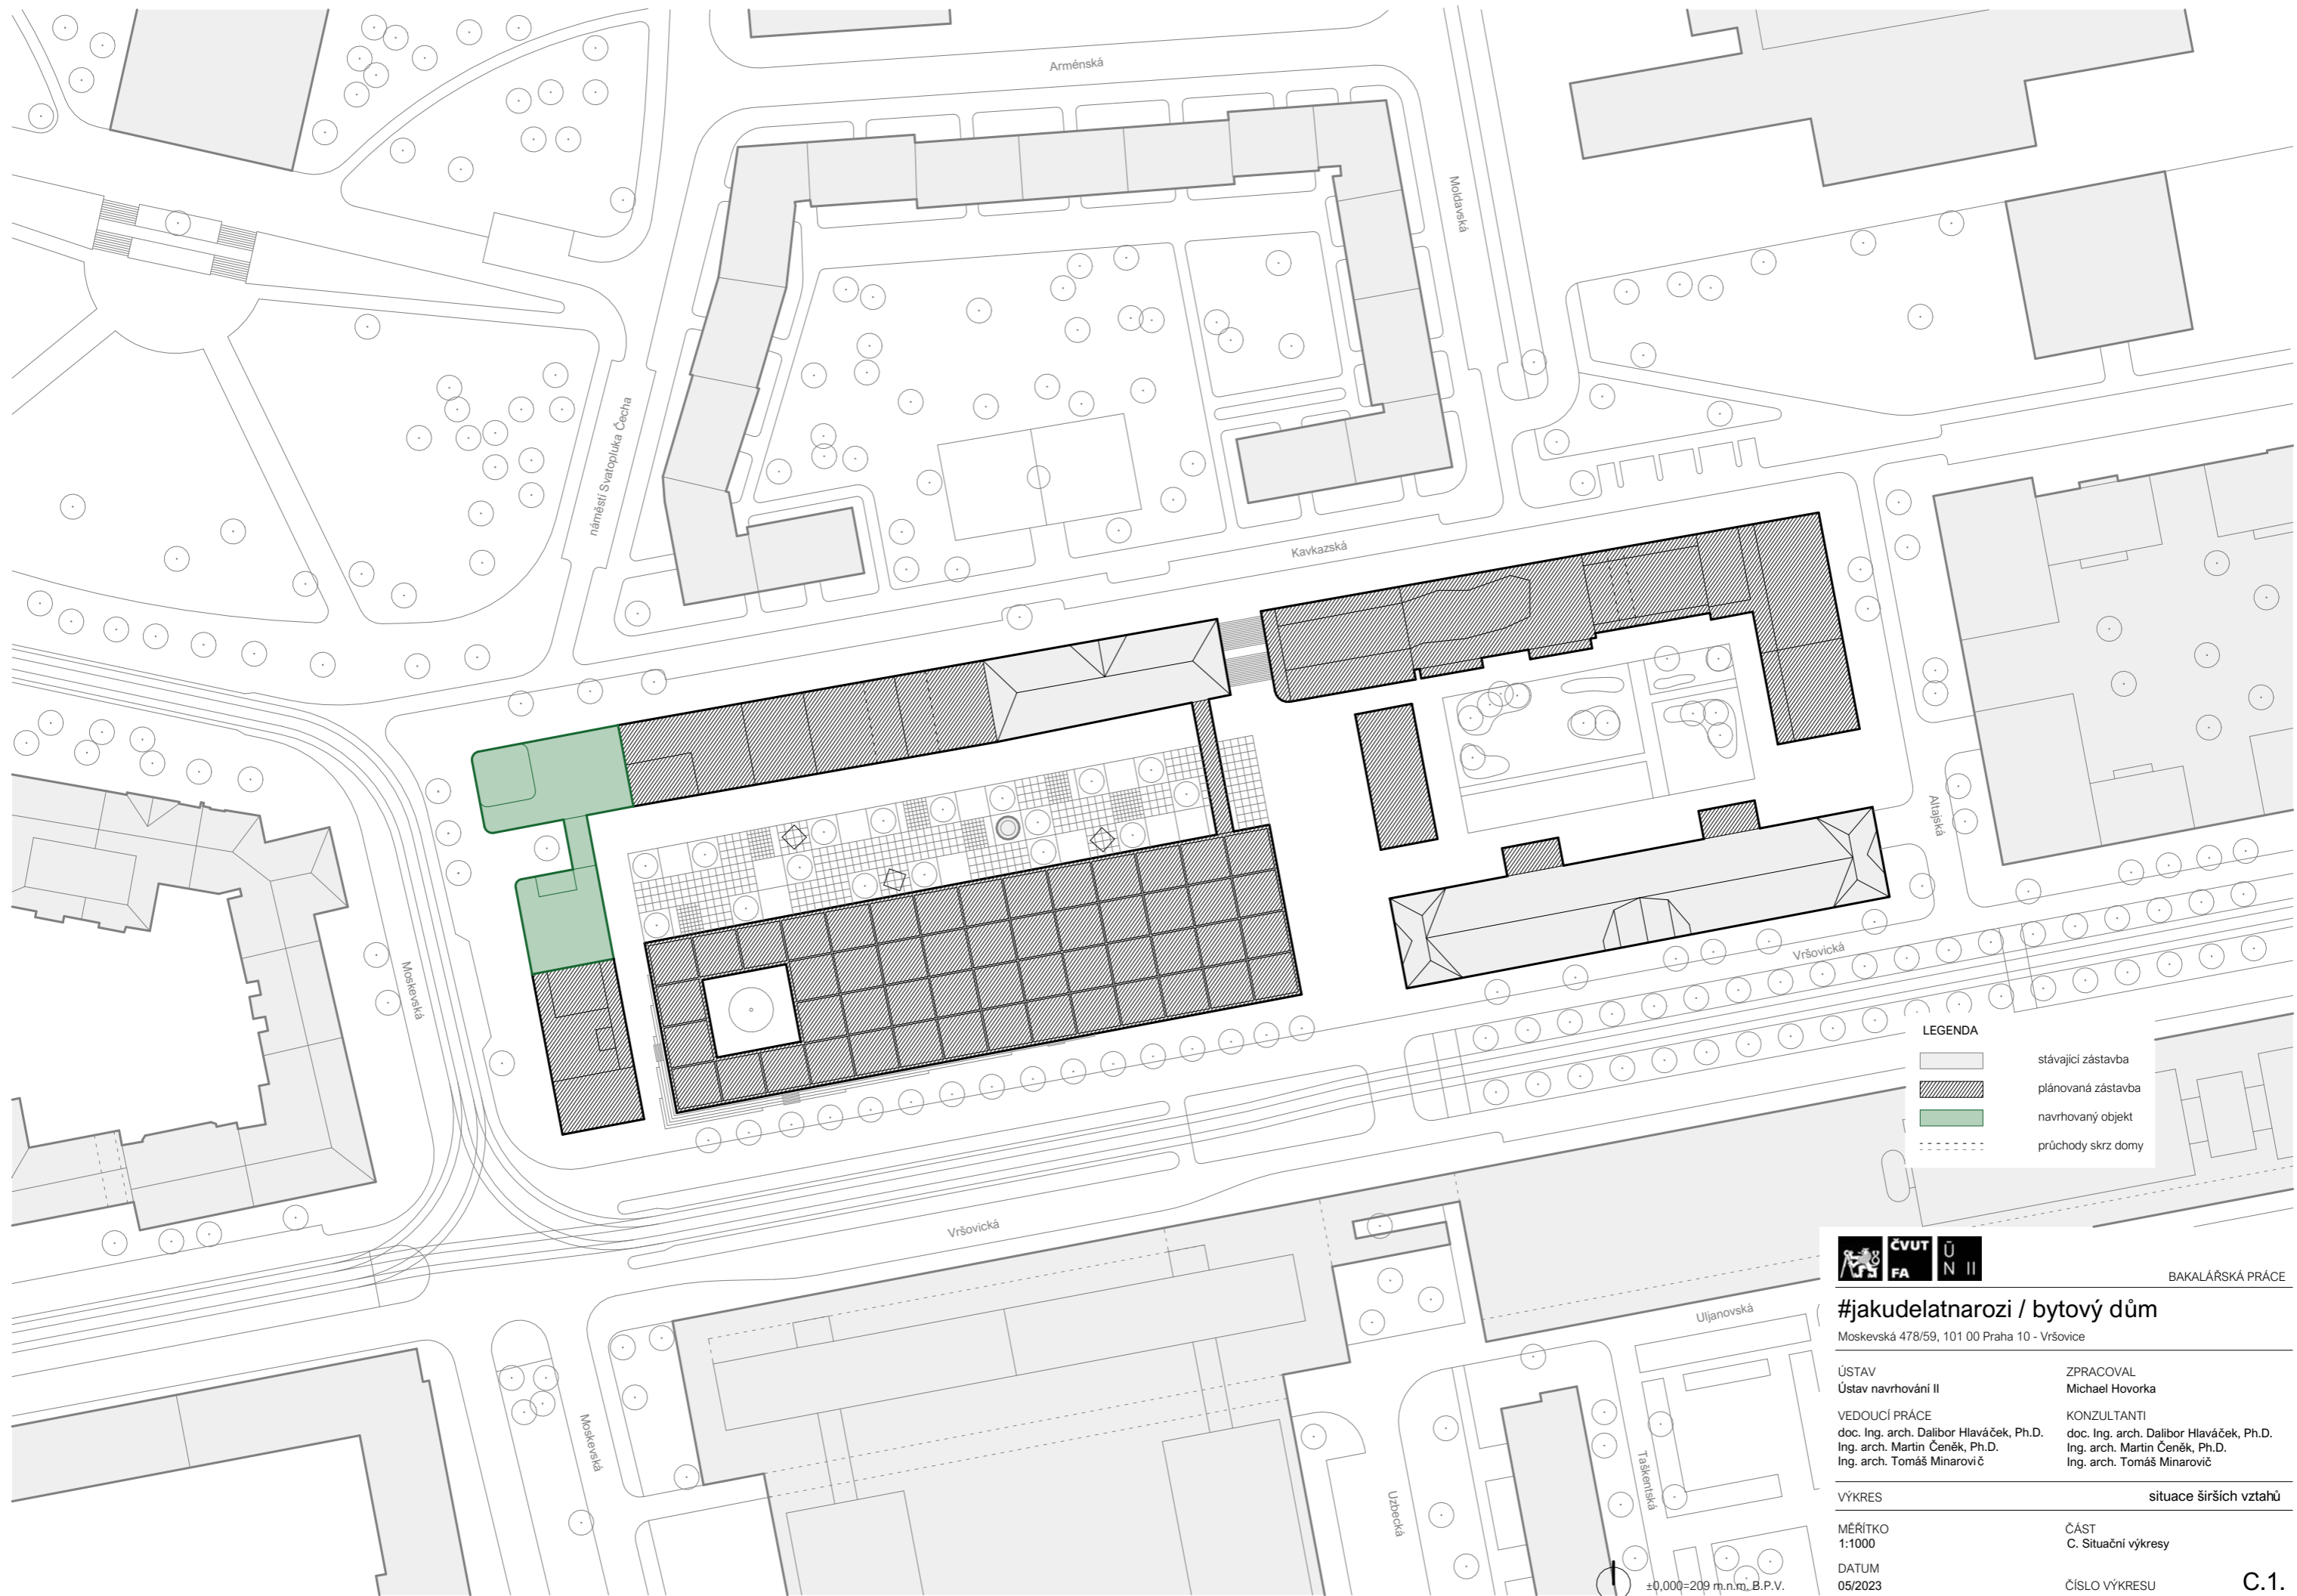 Arménská
Moldavská
náměstí Svatopluka Čecha
Kavkazská
Altajská
Moskevská
Vršovická
LEGENDA
stávající zástavba
plánovaná zástavba
navrhovaný objekt
průchody skrz domy
Vršovická
Uljanovská
Moskevská
Uzbecká
Taškentská
±0,000=209 m.n.m. B.P.V.
ČVUT
FA
Ū
N II
BAKALÁŘSKÁ PRÁCE
#jakudelatnarozi / bytový dům
Moskevská 478/59, 101 00 Praha 10 - Vršovice
ÚSTAV
Ústav navrhování II
ZPRACOVAL
Michael Hovorka
VEDOUCÍ PRÁCE
doc. Ing. arch. Dalibor Hlaváček, Ph.D.
Ing. arch. Martin Čeněk, Ph.D.
Ing. arch. Tomáš Minarovič
KONZULTANTI
doc. Ing. arch. Dalibor Hlaváček, Ph.D.
Ing. arch. Martin Čeněk, Ph.D.
Ing. arch. Tomáš Minarovič
VÝKRES
situace širších vztahů
MĚŘÍTKO
1:1000
ČÁST
C. Situační výkresy
DATUM
05/2023
ČÍSLO VÝKRESU
C.1.